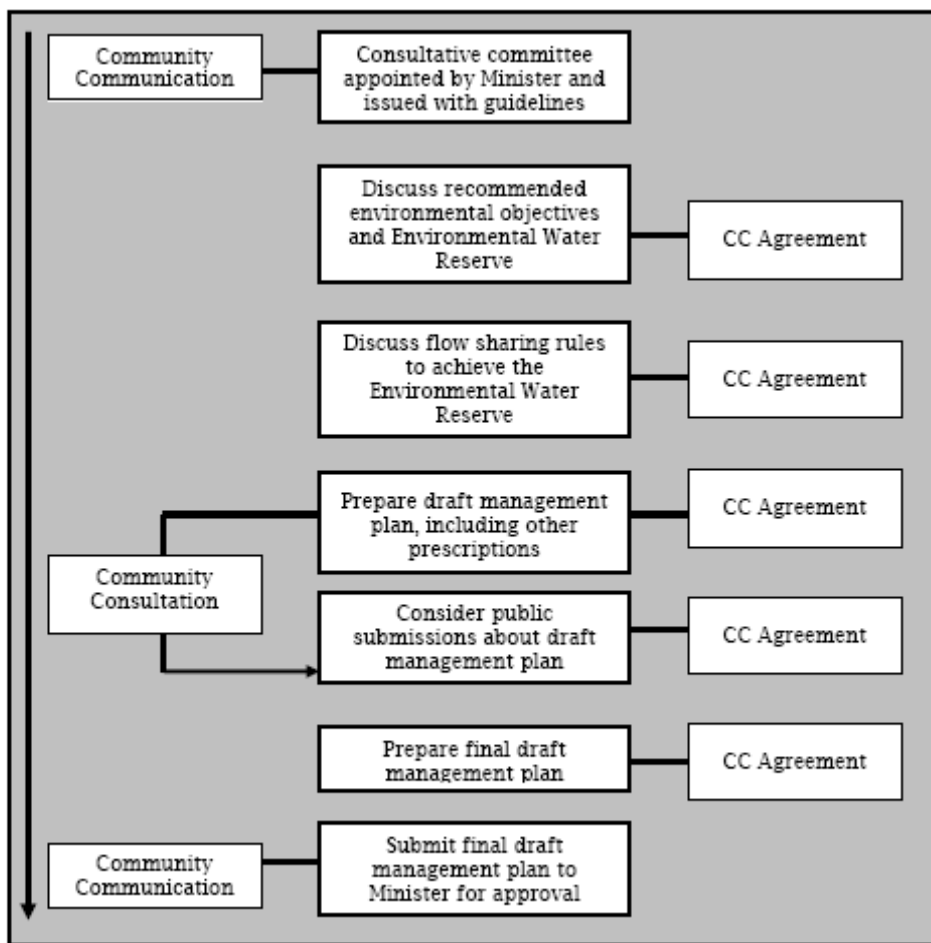 Community
Communication
Consultative committee
appointed by Minister and
issued with guidelines
Discuss recommended
environmental objectives
and Environmental Water
Reserve
CC Agreement
Discuss flow sharing rules
to achieve the
Environmental Water
Reserve
CC Agreement
Prepare draft management
plan, including other
prescriptions
CC Agreement
Community
Consultation
Consider public
submissions about draft
management plan
CC Agreement
Prepare final draft
management plan
CC Agreement
Community
Communication
Submit final draft
management plan to
Minister for approval